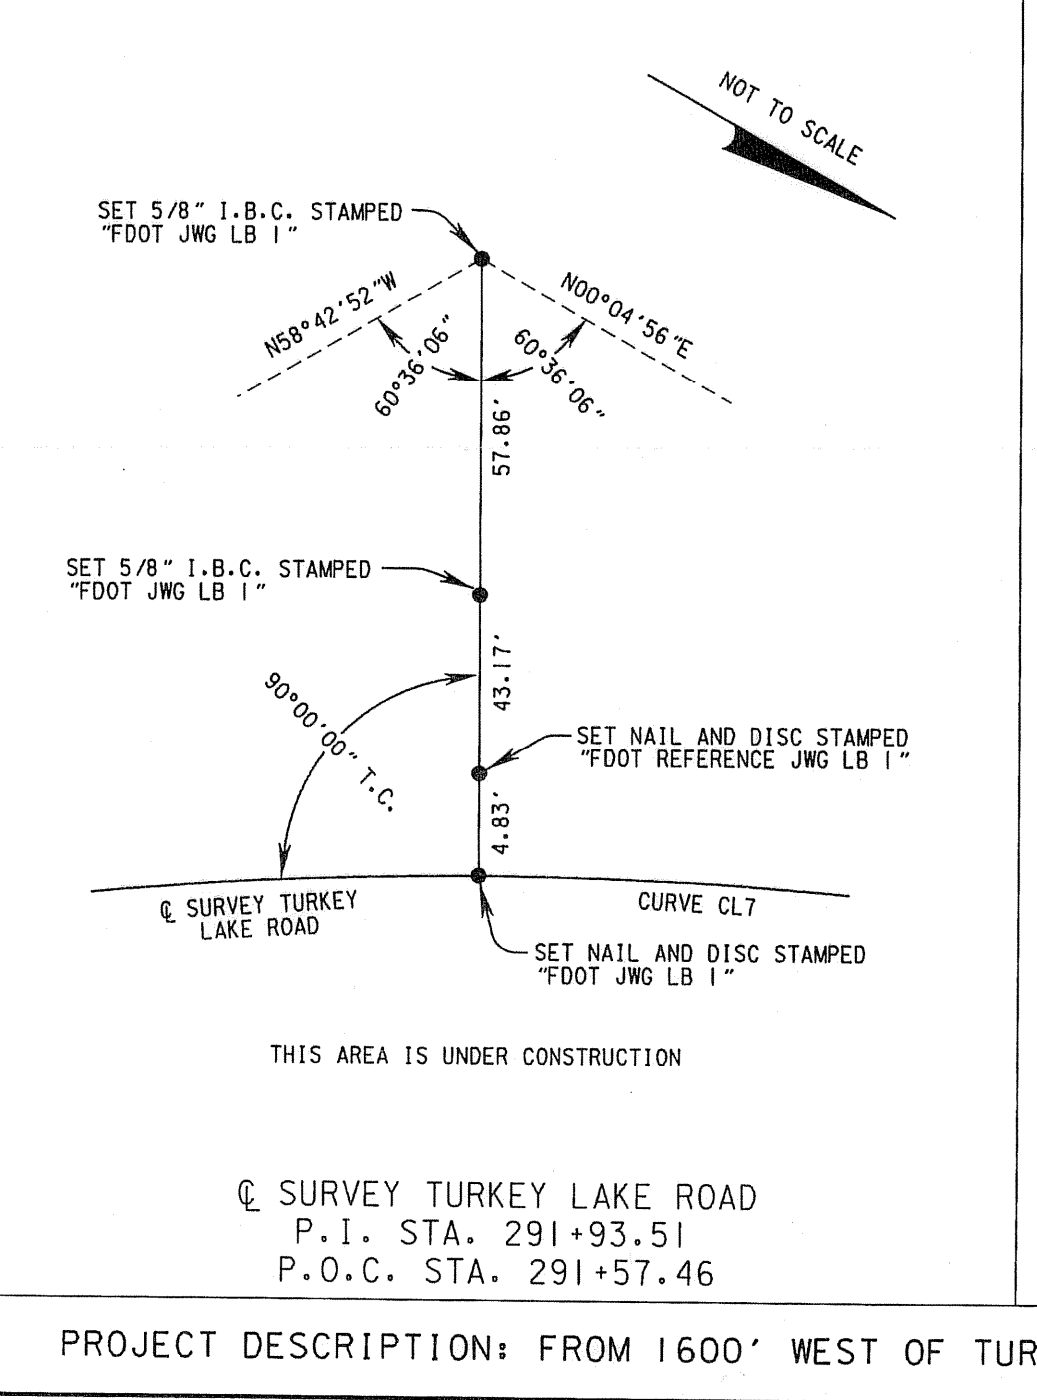 NOT TO SCALE
SET 5/8" I.B.C. STAMPED
"FDOT JWG LB 1"
N58°42'52"W
N00°04'56"E
60°36'06"
60°36'06"
57.86'
SET 5/8" I.B.C. STAMPED
"FDOT JWG LB 1"
43.17'
90°00'00" T.C.
SET NAIL AND DISC STAMPED
"FDOT REFERENCE JWG LB 1"
4.83'
℄ SURVEY TURKEY
LAKE ROAD
CURVE CL7
SET NAIL AND DISC STAMPED
"FDOT JWG LB 1"
THIS AREA IS UNDER CONSTRUCTION
℄ SURVEY TURKEY LAKE ROAD
P.I. STA. 291+93.51
P.O.C. STA. 291+57.46
PROJECT DESCRIPTION: FROM 1600' WEST OF TUR